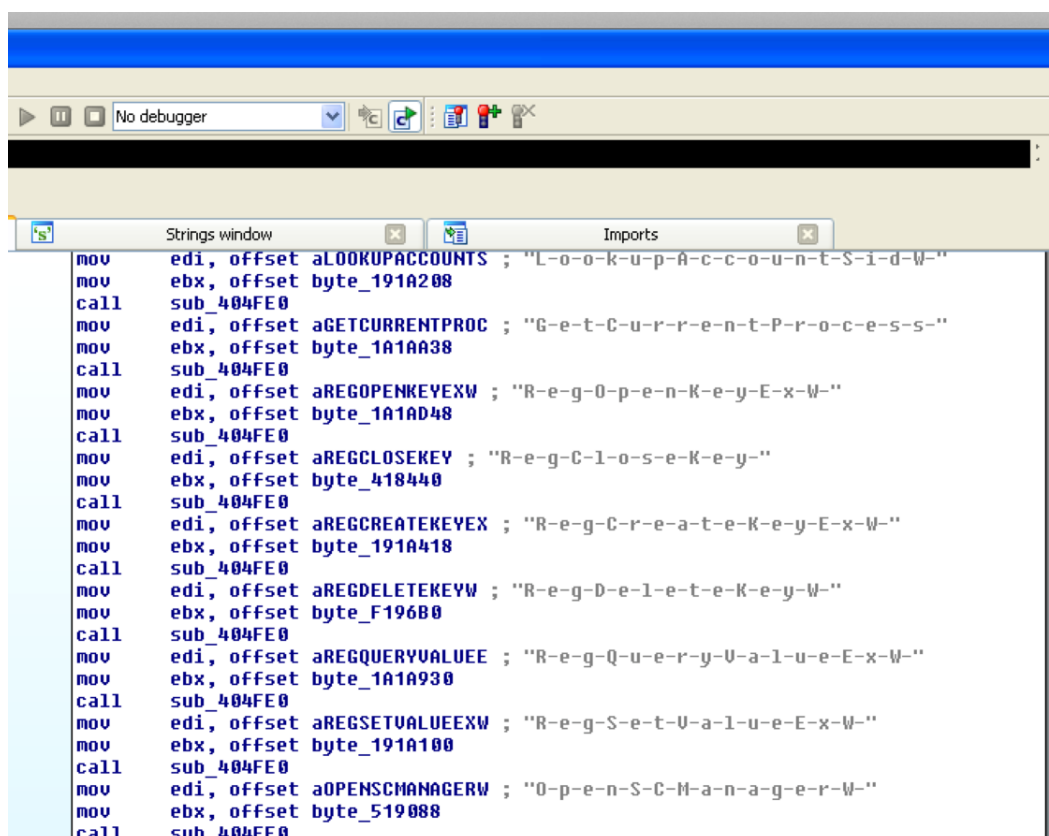 No debugger
Strings window Imports
mov edi, offset aLOOKUPACCOUNTS ; "L-o-o-k-u-p-A-c-c-o-u-n-t-S-i-d-W-"
mov ebx, offset byte_191A208
call sub_404FE0
mov edi, offset aGETCURRENTPROC ; "G-e-t-C-u-r-r-e-n-t-P-r-o-c-e-s-s-"
mov ebx, offset byte_1A1AA38
call sub_404FE0
mov edi, offset aREGOPENKEYEXW ; "R-e-g-O-p-e-n-K-e-y-E-x-W-"
mov ebx, offset byte_1A1AD48
call sub_404FE0
mov edi, offset aREGCLOSEKEY ; "R-e-g-C-l-o-s-e-K-e-y-"
mov ebx, offset byte_418440
call sub_404FE0
mov edi, offset aREGCREATEKEYEX ; "R-e-g-C-r-e-a-t-e-K-e-y-E-x-W-"
mov ebx, offset byte_191A418
call sub_404FE0
mov edi, offset aREGDELETEKEYW ; "R-e-g-D-e-l-e-t-e-K-e-y-W-"
mov ebx, offset byte_F196B0
call sub_404FE0
mov edi, offset aREGQUERYVALUEE ; "R-e-g-Q-u-e-r-y-V-a-l-u-e-E-x-W-"
mov ebx, offset byte_1A1A930
call sub_404FE0
mov edi, offset aREGSETVALUEEXW ; "R-e-g-S-e-t-V-a-l-u-e-E-x-W-"
mov ebx, offset byte_191A100
call sub_404FE0
mov edi, offset aOPENSCMANAGERW ; "O-p-e-n-S-C-M-a-n-a-g-e-r-W-"
mov ebx, offset byte_519088
call sub_404FE0